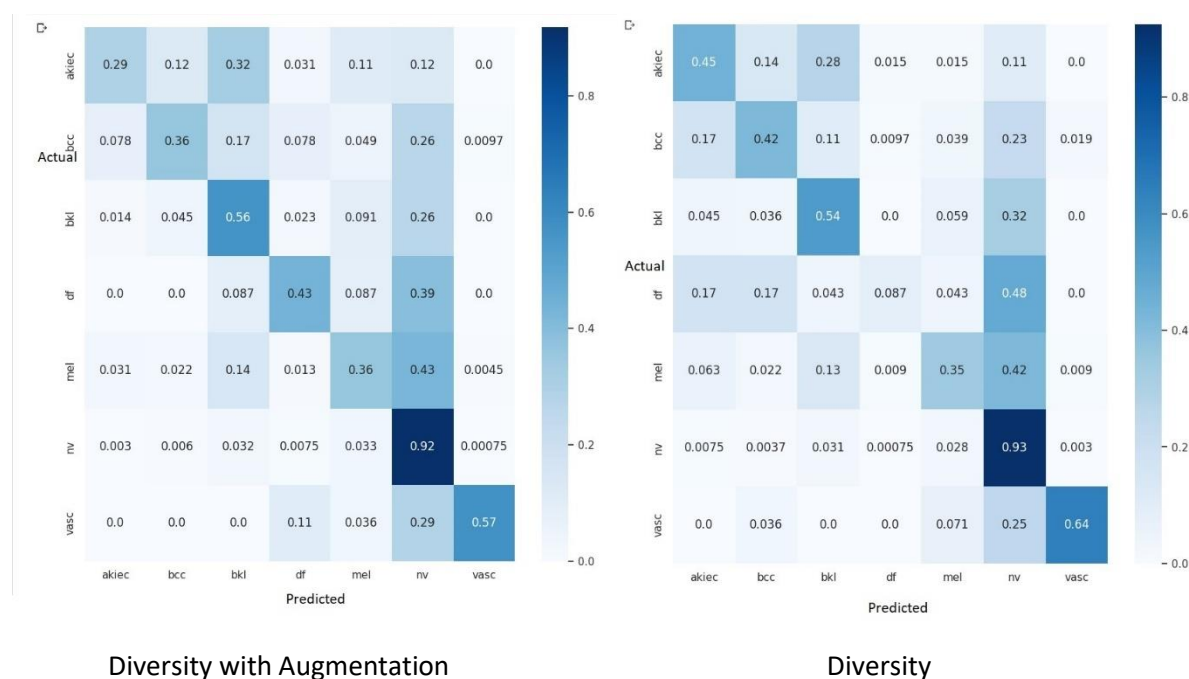 akiec 0.29 0.12 0.32 0.031 0.11 0.12 0.0
bcc 0.078 0.36 0.17 0.078 0.049 0.26 0.0097
Actual
bkl 0.014 0.045 0.56 0.023 0.091 0.26 0.0
df 0.0 0.0 0.087 0.43 0.087 0.39 0.0
mel 0.031 0.022 0.14 0.013 0.36 0.43 0.0045
nv 0.003 0.006 0.032 0.0075 0.033 0.92 0.00075
vasc 0.0 0.0 0.0 0.11 0.036 0.29 0.57
akiec bcc bkl df mel nv vasc
Predicted
0.8
0.6
0.4
0.2
0.0
Diversity with Augmentation
akiec 0.45 0.14 0.28 0.015 0.015 0.11 0.0
bcc 0.17 0.42 0.11 0.0097 0.039 0.23 0.019
bkl 0.045 0.036 0.54 0.0 0.059 0.32 0.0
Actual
df 0.17 0.17 0.043 0.087 0.043 0.48 0.0
mel 0.063 0.022 0.13 0.009 0.35 0.42 0.009
nv 0.0075 0.0037 0.031 0.00075 0.028 0.93 0.003
vasc 0.0 0.036 0.0 0.0 0.071 0.25 0.64
akiec bcc bkl df mel nv vasc
Predicted
0.8
0.6
0.4
0.2
0.0
Diversity